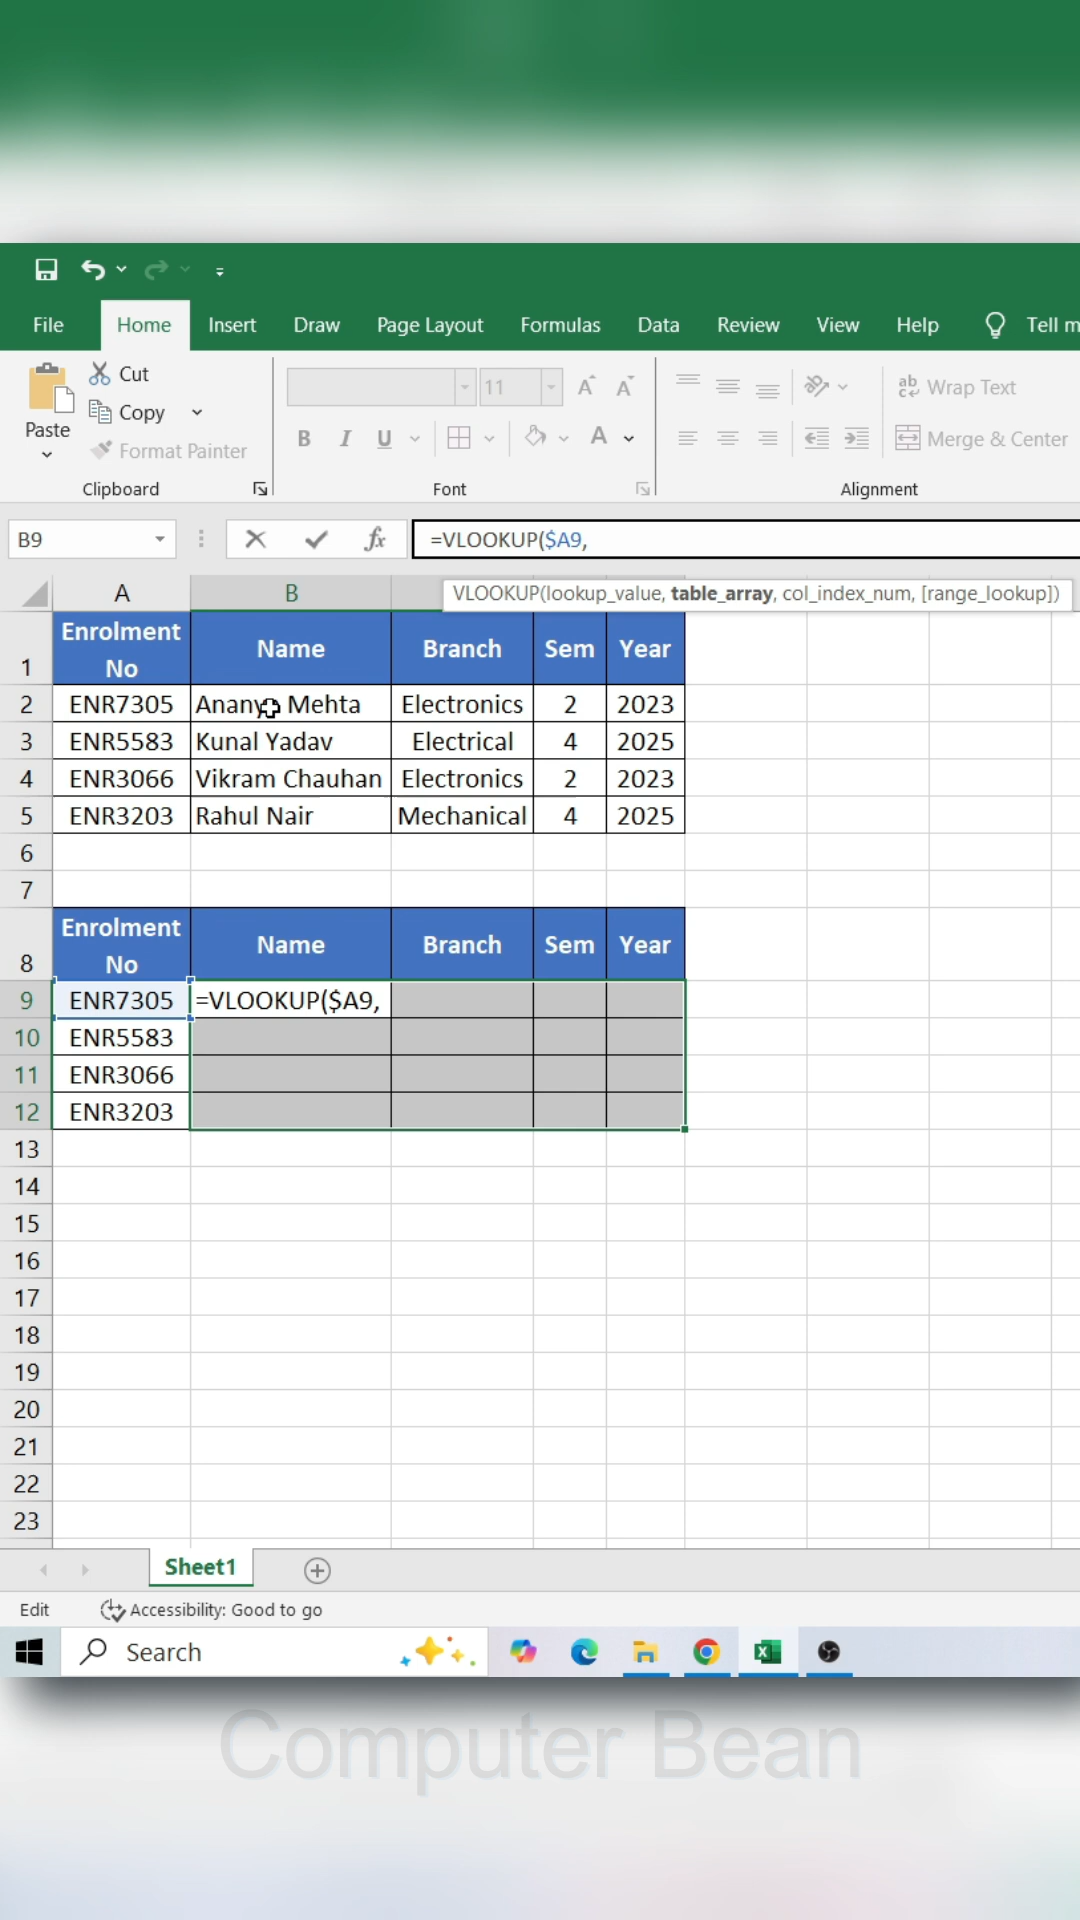 File Home Insert Draw Page Layout Formulas Data Review View Help Tell m
Paste
Cut
Copy
Format Painter
Clipboard
11
A A
B I U A
Font
ab Wrap Text
Merge & Center
Alignment
B9 fx =VLOOKUP($A9,
VLOOKUP(lookup_value, table_array, col_index_num, [range_lookup])
A B
1 Enrolment No Name Branch Sem Year
2 ENR7305 Mehta Electronics 2 2023
3 ENR5583 Kunal Yadav Electrical 4 2025
4 ENR3066 Vikram Chauhan Electronics 2 2023
5 ENR3203 Rahul Nair Mechanical 4 2025
6
7
8 Enrolment No Name Branch Sem Year
9 ENR7305 =VLOOKUP($A9,
10 ENR5583
11 ENR3066
12 ENR3203
13
14
15
16
17
18
19
20
21
22
23
Sheet1
Edit Accessibility: Good to go
Search
Computer Bean